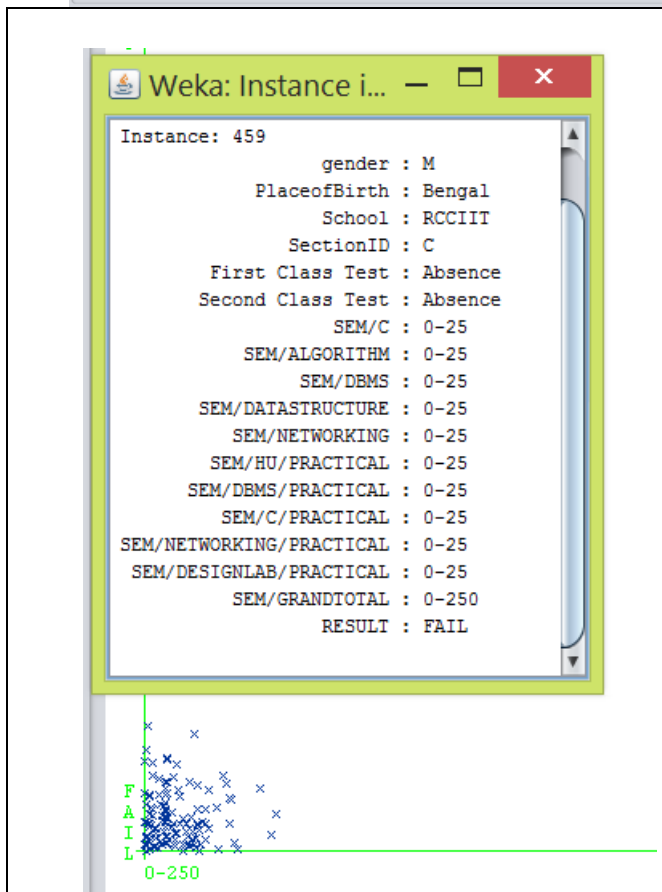 Weka: Instance i...
Instance: 459
gender : M
PlaceofBirth : Bengal
School : RCCIIT
SectionID : C
First Class Test : Absence
Second Class Test : Absence
SEM/C : 0-25
SEM/ALGORITHM : 0-25
SEM/DBMS : 0-25
SEM/DATASTRUCTURE : 0-25
SEM/NETWORKING : 0-25
SEM/HU/PRACTICAL : 0-25
SEM/DBMS/PRACTICAL : 0-25
SEM/C/PRACTICAL : 0-25
SEM/NETWORKING/PRACTICAL : 0-25
SEM/DESIGNLAB/PRACTICAL : 0-25
SEM/GRANDTOTAL : 0-250
RESULT : FAIL
FAIL
0-250